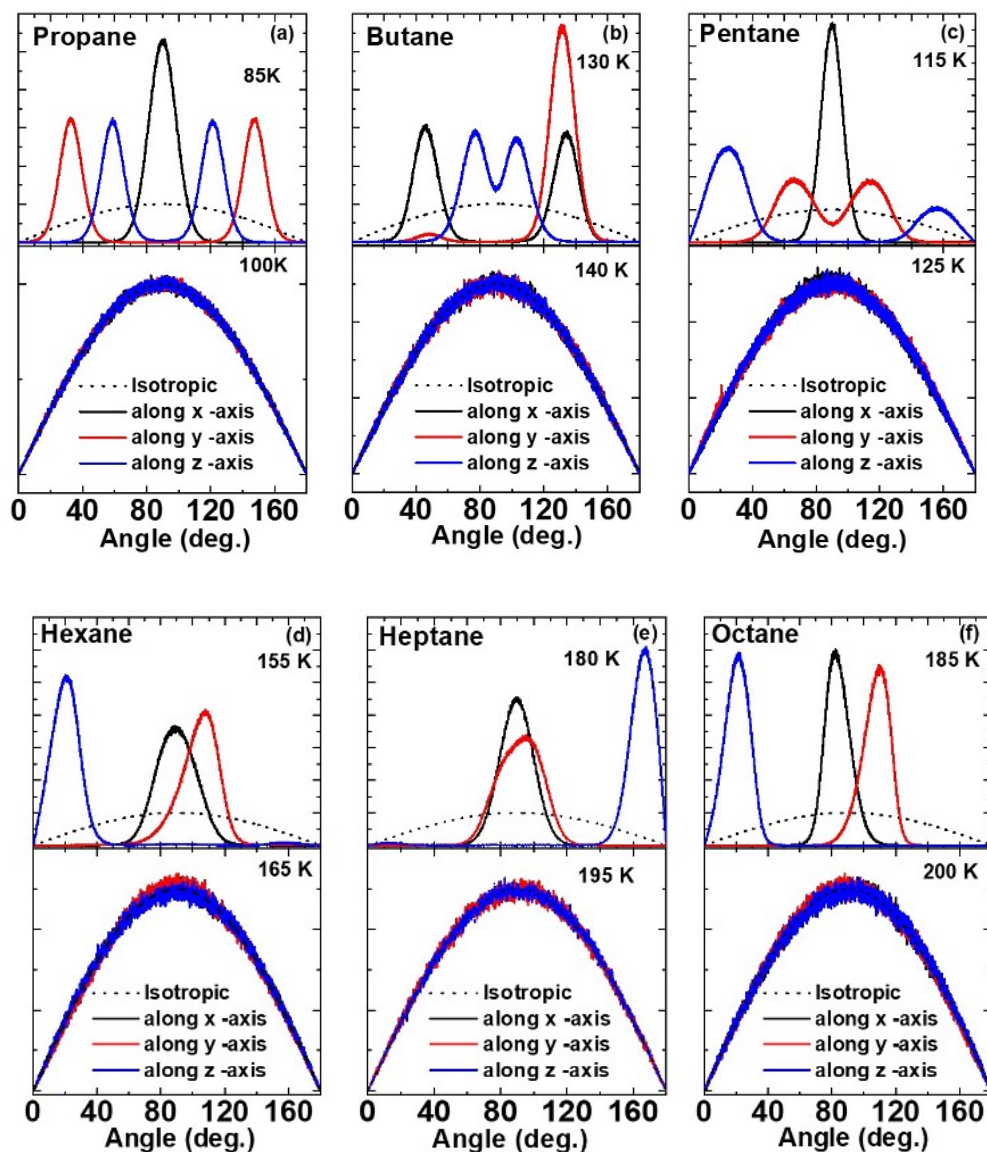 Propane (a)
85K
100K
Isotropic
along x -axis
along y -axis
along z -axis
0 40 80 120 160
Angle (deg.)
Butane (b)
130 K
140 K
Isotropic
along x -axis
along y -axis
along z -axis
0 40 80 120 160
Angle (deg.)
Pentane (c)
115 K
125 K
Isotropic
along x -axis
along y -axis
along z -axis
0 40 80 120 160
Angle (deg.)
Hexane (d)
155 K
165 K
Isotropic
along x -axis
along y -axis
along z -axis
0 40 80 120 160
Angle (deg.)
Heptane (e)
180 K
195 K
Isotropic
along x -axis
along y -axis
along z -axis
0 40 80 120 160
Angle (deg.)
Octane (f)
185 K
200 K
Isotropic
along x -axis
along y -axis
along z -axis
0 40 80 120 160
Angle (deg.)